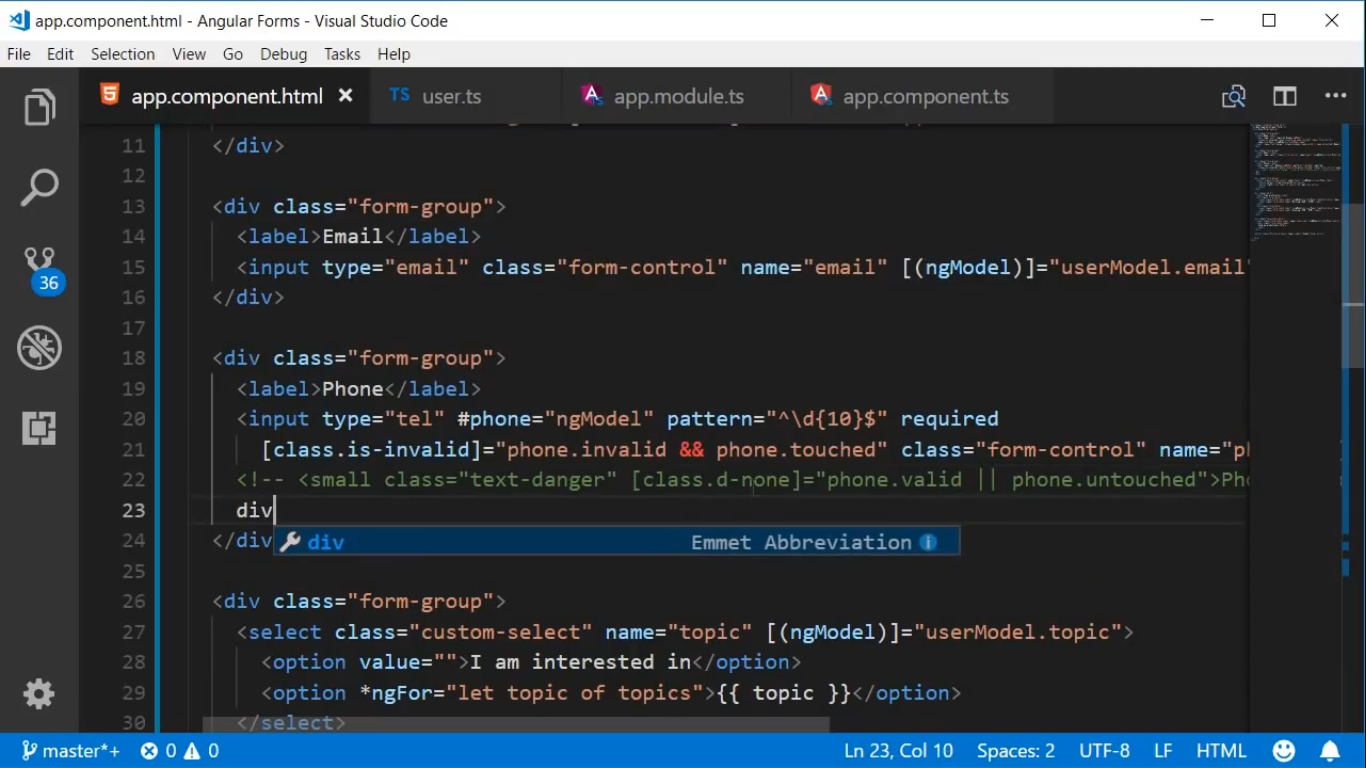 app.component.html - Angular Forms - Visual Studio Code
File Edit Selection View Go Debug Tasks Help
app.component.html TS user.ts app.module.ts app.component.ts
11 </div>
12
13 <div class="form-group">
14 <label>Email</label>
15 <input type="email" class="form-control" name="email" [(ngModel)]="userModel.email"
16 </div>
17
18 <div class="form-group">
19 <label>Phone</label>
20 <input type="tel" #phone="ngModel" pattern="^\d{10}$" required
21 [class.is-invalid]="phone.invalid && phone.touched" class="form-control" name="ph
22 <!-- <small class="text-danger" [class.d-none]="phone.valid || phone.untouched">Pho
23 div
24 </div
div Emmet Abbreviation
25
26 <div class="form-group">
27 <select class="custom-select" name="topic" [(ngModel)]="userModel.topic">
28 <option value="">I am interested in</option>
29 <option *ngFor="let topic of topics">{{ topic }}</option>
30 </select>
36
master*+ 0 0 Ln 23, Col 10 Spaces: 2 UTF-8 LF HTML